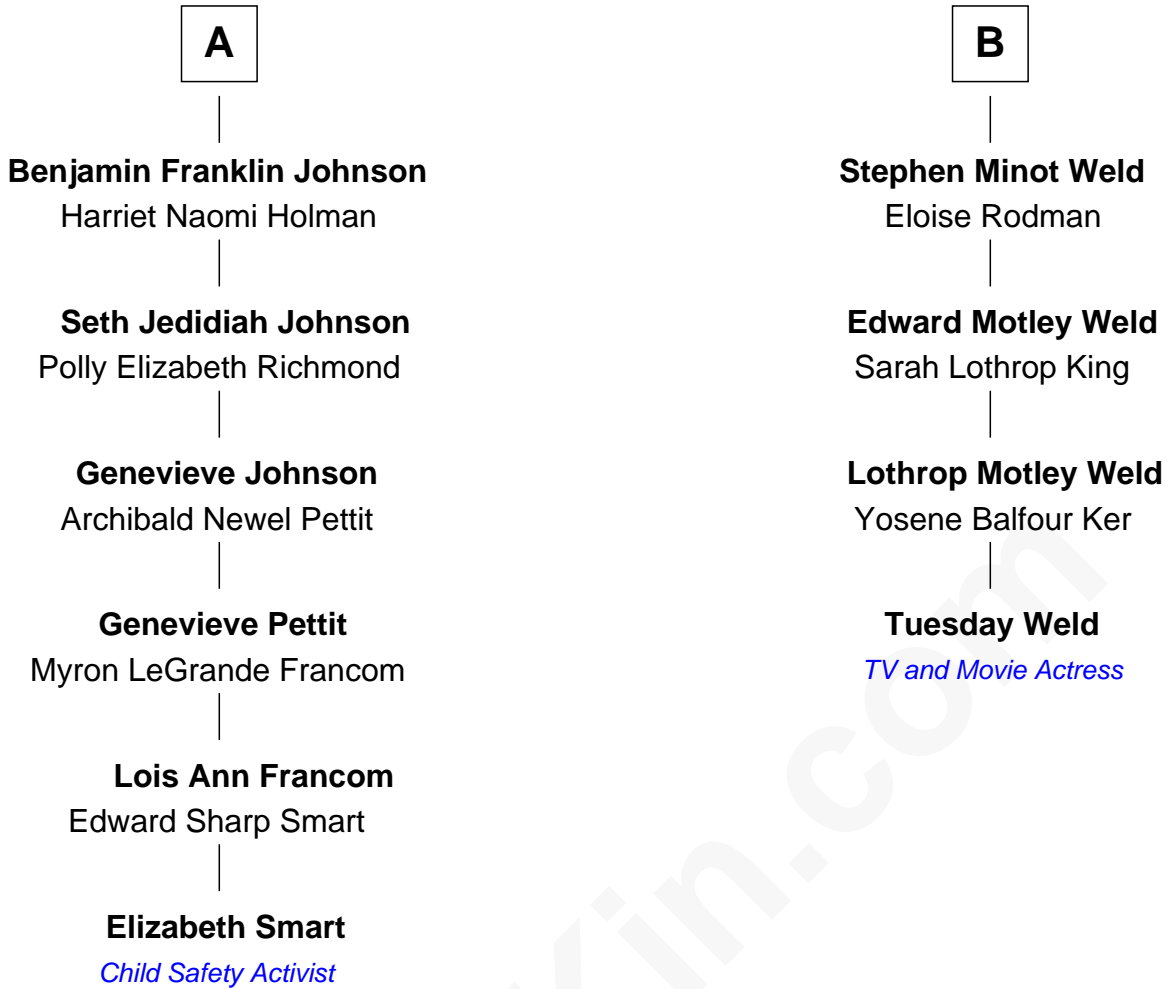 A
Benjamin Franklin Johnson
Harriet Naomi Holman
Seth Jedidiah Johnson
Polly Elizabeth Richmond
Genevieve Johnson
Archibald Newel Pettit
Genevieve Pettit
Myron LeGrande Francom
Lois Ann Francom
Edward Sharp Smart
Elizabeth Smart
Child Safety Activist
B
Stephen Minot Weld
Eloise Rodman
Edward Motley Weld
Sarah Lothrop King
Lothrop Motley Weld
Yosene Balfour Ker
Tuesday Weld
TV and Movie Actress
Kin.com